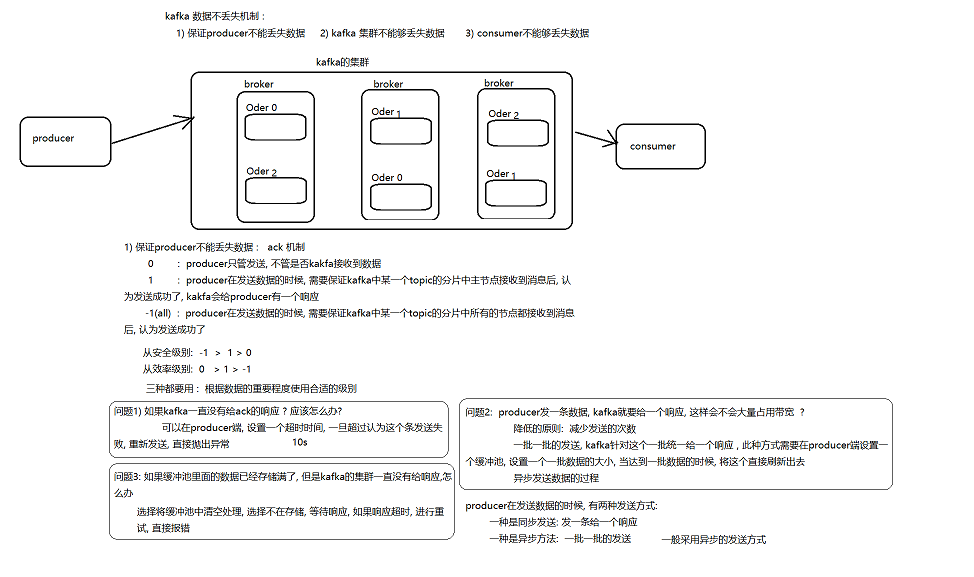 kafka 数据不丢失机制：
1) 保证producer不能丢失数据 2) kafka 集群不能够丢失数据 3) consumer不能够丢失数据
kafka的集群
broker broker broker
Oder 0 Oder 1 Oder 2
producer
consumer
Oder 2 Oder 0 Oder 1
1) 保证producer不能丢失数据： ack 机制
0 ：producer只管发送, 不管是否kakfa接收到数据
1 ：producer在发送数据的时候, 需要保证kafka中某一个topic的分片中主节点接收到消息后, 认
为发送成功了, kakfa会给producer有一个响应
-1(all) ：producer在发送数据的时候, 需要保证kafka中某一个topic的分片中所有的节点都接收到消息
后, 认为发送成功了
从安全级别: -1 > 1 > 0
从效率级别: 0 > 1 > -1
三种都要用：根据数据的重要程度使用合适的级别
问题1) 如果kafka一直没有给ack的响应？应该怎么办?
可以在producer端, 设置一个超时时间, 一旦超过认为这个条发送失
败, 重新发送, 直接抛出异常 10s
问题2: producer发一条数据, kafka就要给一个响应, 这样会不会大量占用带宽 ？
降低的原则: 减少发送的次数
一批一批的发送, kafka针对这个一批统一给一个响应，此种方式需要在producer端设置一
个缓冲池, 设置一个一批数据的大小, 当达到一批数据的时候, 将这个直接刷新出去
异步发送数据的过程
问题3: 如果缓冲池里面的数据已经存储满了, 但是kafka的集群一直没有给响应,怎
么办
选择将缓冲池中清空处理, 选择不在存储, 等待响应, 如果响应超时, 进行重
试, 直接报错
producer在发送数据的时候, 有两种发送方式:
一种是同步发送: 发一条给一个响应
一种是异步方法: 一批一批的发送 一般采用异步的发送方式